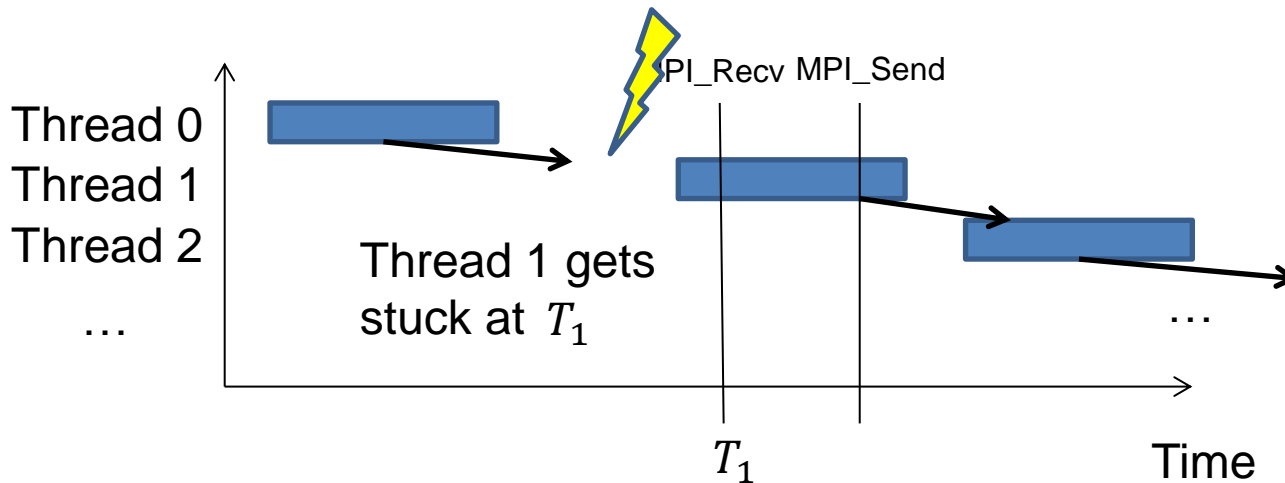 PI_Recv MPI_Send
Thread 0
Thread 1
Thread 2
…
Thread 1 gets
stuck at T₁
…
T₁
Time